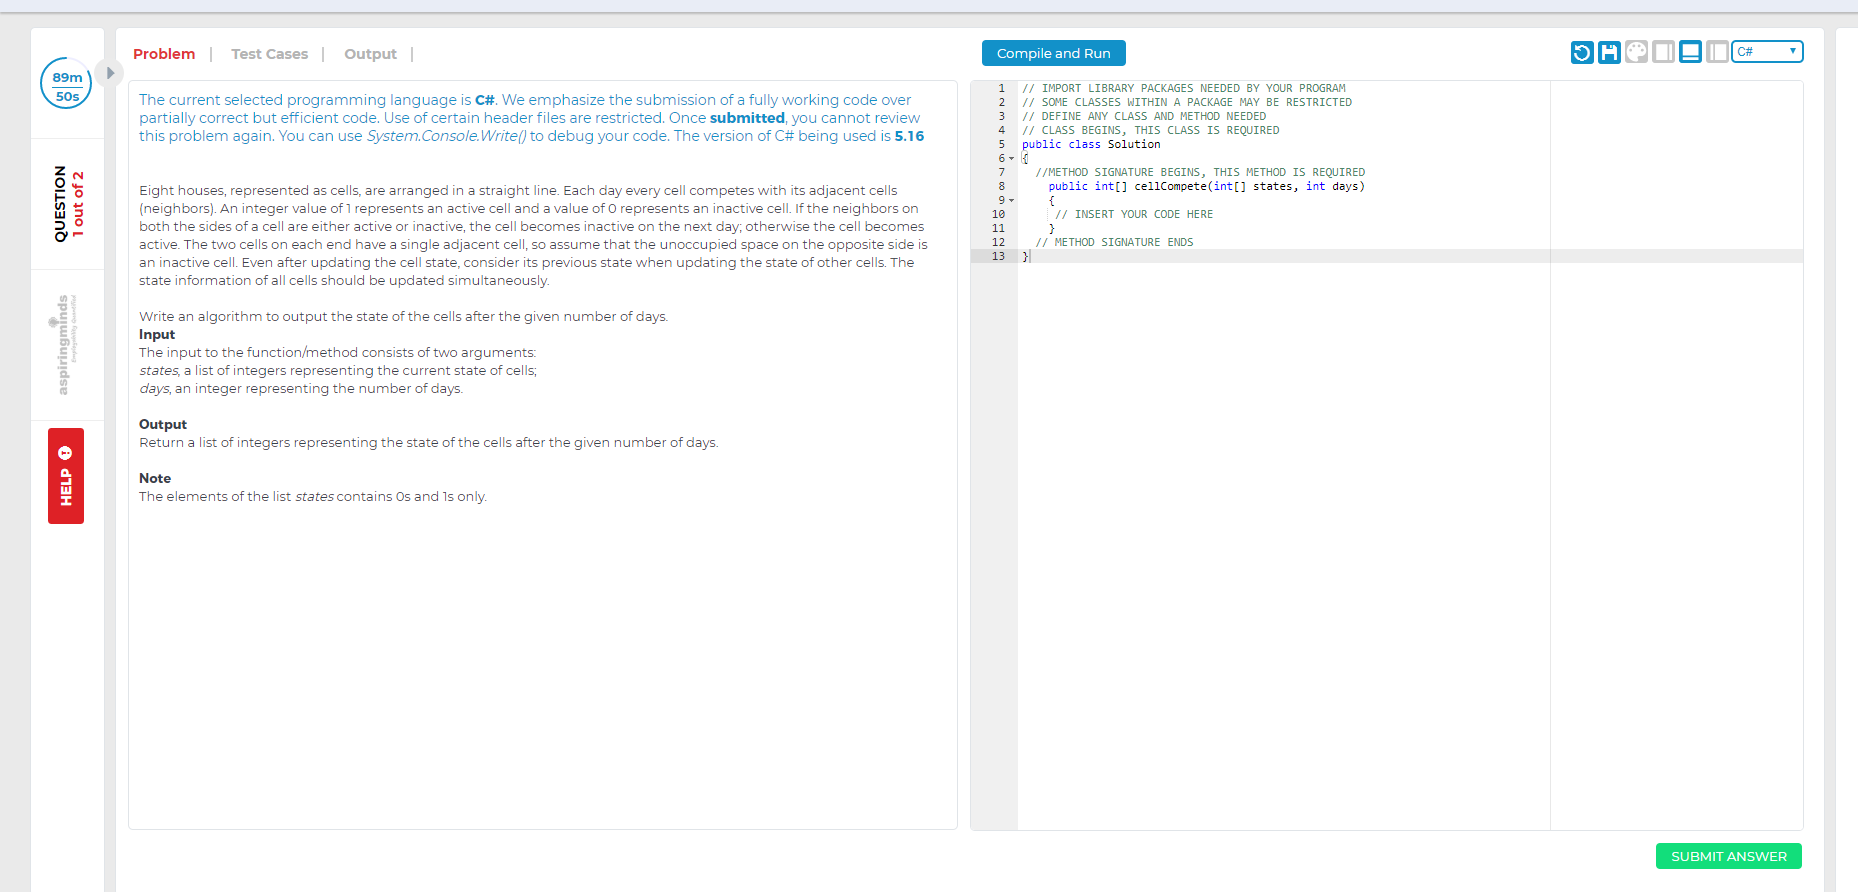 89m
50s
QUESTION
1 out of 2
aspiringminds
Employability Quantified
HELP
Problem | Test Cases | Output |
The current selected programming language is C#. We emphasize the submission of a fully working code over
partially correct but efficient code. Use of certain header files are restricted. Once submitted, you cannot review
this problem again. You can use System.Console.Write() to debug your code. The version of C# being used is 5.16
Eight houses, represented as cells, are arranged in a straight line. Each day every cell competes with its adjacent cells
(neighbors). An integer value of 1 represents an active cell and a value of 0 represents an inactive cell. If the neighbors on
both the sides of a cell are either active or inactive, the cell becomes inactive on the next day; otherwise the cell becomes
active. The two cells on each end have a single adjacent cell, so assume that the unoccupied space on the opposite side is
an inactive cell. Even after updating the cell state, consider its previous state when updating the state of other cells. The
state information of all cells should be updated simultaneously.
Write an algorithm to output the state of the cells after the given number of days.
Input
The input to the function/method consists of two arguments:
states, a list of integers representing the current state of cells;
days, an integer representing the number of days.
Output
Return a list of integers representing the state of the cells after the given number of days.
Note
The elements of the list states contains 0s and 1s only.
Compile and Run
C#
1 // IMPORT LIBRARY PACKAGES NEEDED BY YOUR PROGRAM
2 // SOME CLASSES WITHIN A PACKAGE MAY BE RESTRICTED
3 // DEFINE ANY CLASS AND METHOD NEEDED
4 // CLASS BEGINS, THIS CLASS IS REQUIRED
5 public class Solution
6 {
7 //METHOD SIGNATURE BEGINS, THIS METHOD IS REQUIRED
8 public int[] cellCompete(int[] states, int days)
9 {
10 // INSERT YOUR CODE HERE
11 }
12 // METHOD SIGNATURE ENDS
13 }
SUBMIT ANSWER